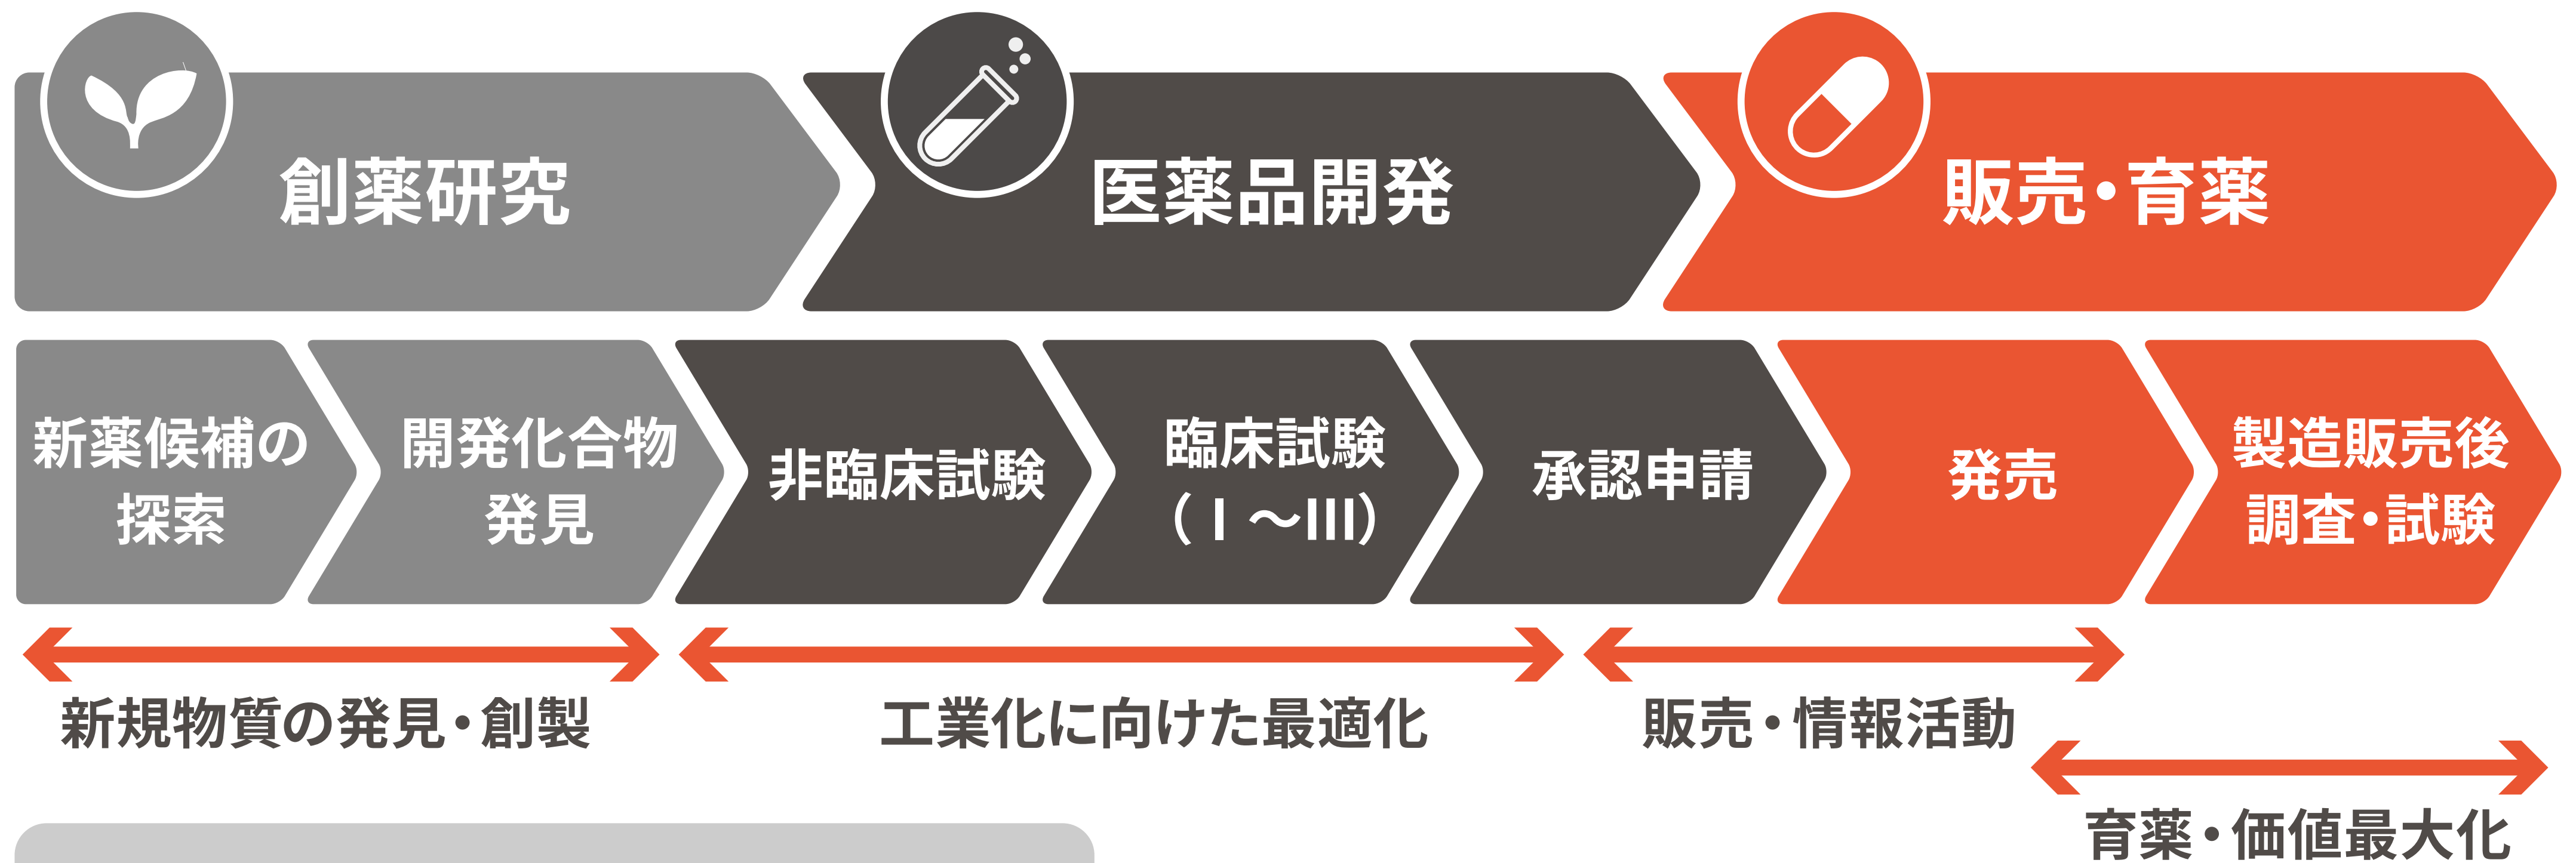 創薬研究
医薬品開発
販売・育薬
新薬候補の
探索
開発化合物
発見
非臨床試験
臨床試験
（Ⅰ～III）
承認申請
発売
製造販売後
調査・試験
新規物質の発見・創製
工業化に向けた最適化
販売・情報活動
育薬・価値最大化